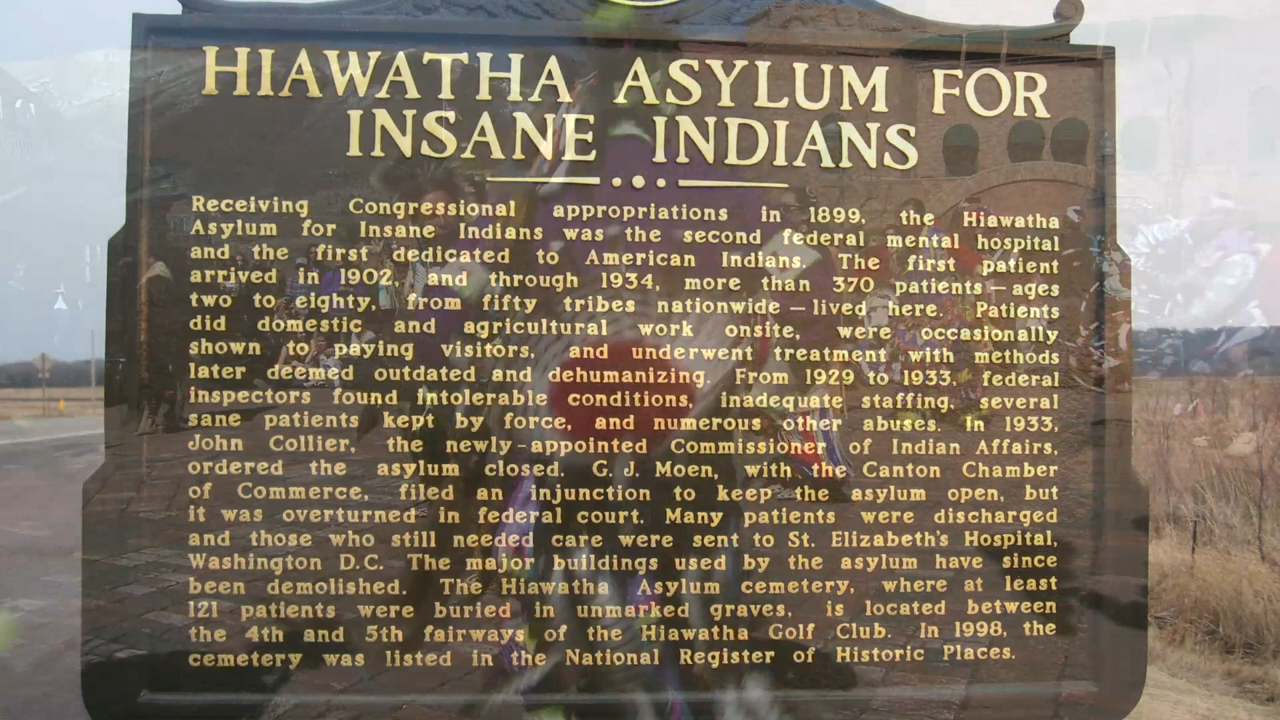 HIAWATHA ASYLUM FOR
INSANE INDIANS
Receiving Congressional appropriations in 1899, the Hiawatha
Asylum for Insane Indians was the second federal mental hospital
and the first dedicated to American Indians. The first patient
arrived in 1902, and through 1934, more than 370 patients — ages
two to eighty, from fifty tribes nationwide — lived here. Patients
did domestic and agricultural work onsite, were occasionally
shown to paying visitors, and underwent treatment with methods
later deemed outdated and dehumanizing. From 1929 to 1933, federal
inspectors found intolerable conditions, inadequate staffing, several
sane patients kept by force, and numerous other abuses. In 1933,
John Collier, the newly-appointed Commissioner of Indian Affairs,
ordered the asylum closed. G. J. Moen, with the Canton Chamber
of Commerce, filed an injunction to keep the asylum open, but
it was overturned in federal court. Many patients were discharged
and those who still needed care were sent to St. Elizabeth's Hospital,
Washington D.C. The major buildings used by the asylum have since
been demolished. The Hiawatha Asylum cemetery, where at least
121 patients were buried in unmarked graves, is located between
the 4th and 5th fairways of the Hiawatha Golf Club. In 1998, the
cemetery was listed in the National Register of Historic Places.